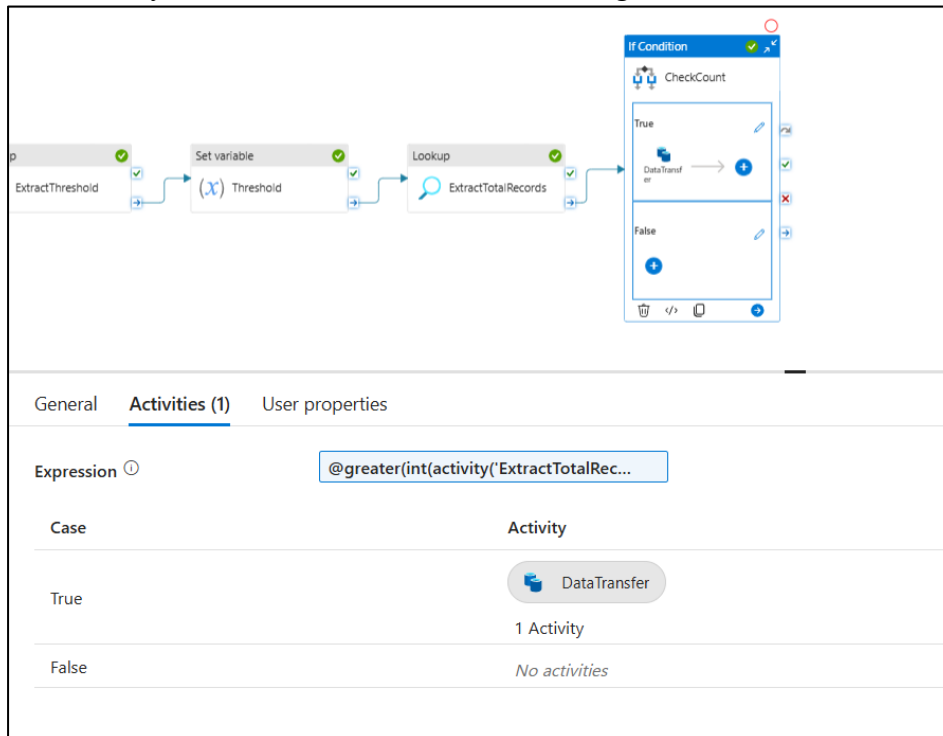 If Condition
CheckCount
True
DataTransf
er
False
p
ExtractThreshold
Set variable
(x) Threshold
Lookup
ExtractTotalRecords
General Activities (1) User properties
Expression
@greater(int(activity('ExtractTotalRec...
Case Activity
True
DataTransfer
1 Activity
False
No activities